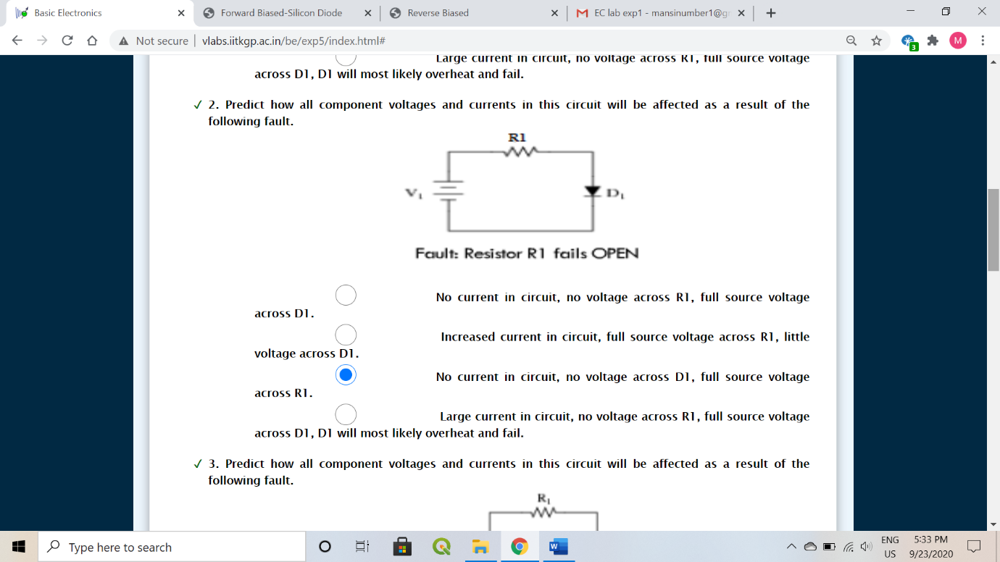 Basic Electronics
Forward Biased-Silicon Diode
Reverse Biased
EC lab exp1 - mansinumber1@g
Not secure | vlabs.iitkgp.ac.in/be/exp5/index.html#
3
M
Large current in circuit, no voltage across R1, full source voltage
across D1, D1 will most likely overheat and fail.
✓ 2. Predict how all component voltages and currents in this circuit will be affected as a result of the
following fault.
R1
V₁
D₁
Fault: Resistor R1 fails OPEN
No current in circuit, no voltage across R1, full source voltage
across D1.
Increased current in circuit, full source voltage across R1, little
voltage across D1.
No current in circuit, no voltage across D1, full source voltage
across R1.
Large current in circuit, no voltage across R1, full source voltage
across D1, D1 will most likely overheat and fail.
✓ 3. Predict how all component voltages and currents in this circuit will be affected as a result of the
following fault.
R₁
Type here to search
W
ENG
US
5:33 PM
9/23/2020